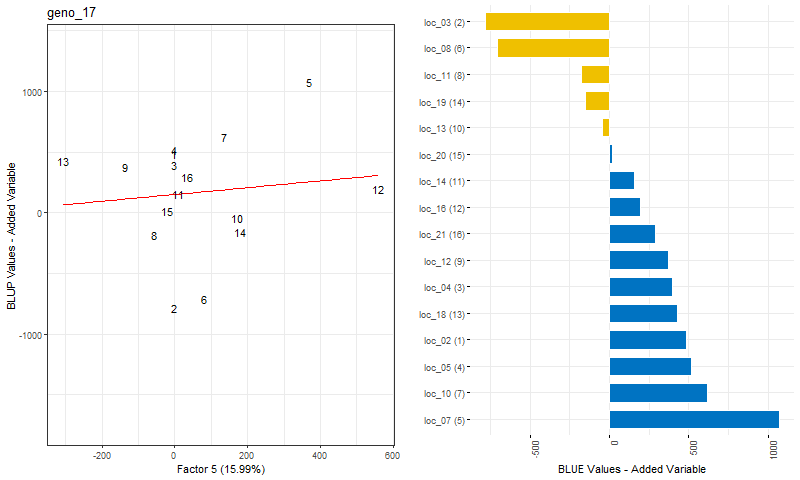 geno_17
BLUP Values - Added Variable
1000
0
-1000
5
7
4
1
13
9
3
16
12
11
15
10
8
14
6
2
-200
0
200
400
600
Factor 5 (15.99%)
loc_03 (2)
loc_08 (6)
loc_11 (8)
loc_19 (14)
loc_13 (10)
loc_20 (15)
loc_14 (11)
loc_16 (12)
loc_21 (16)
loc_12 (9)
loc_04 (3)
loc_18 (13)
loc_02 (1)
loc_05 (4)
loc_10 (7)
loc_07 (5)
-500
0
500
1000
BLUE Values - Added Variable